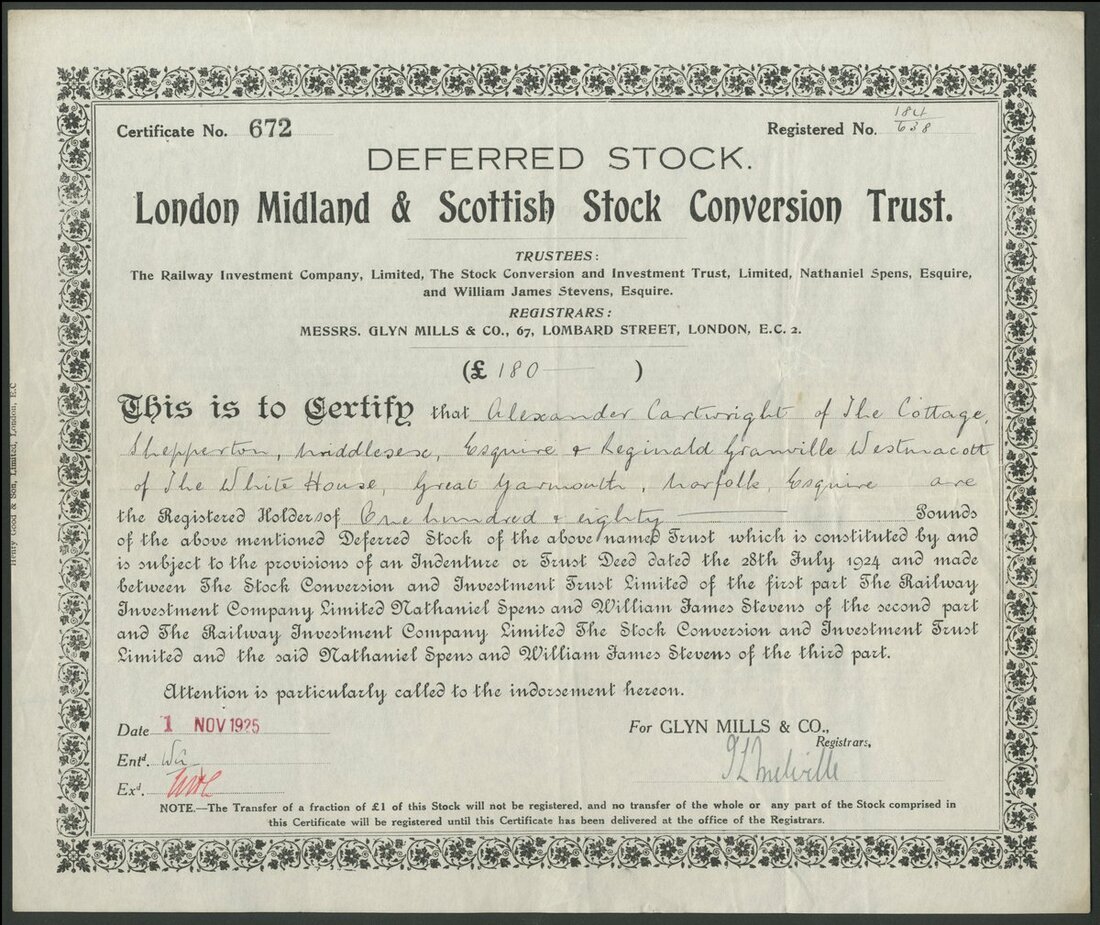 Certificate No. 672
Registered No. 184/638
DEFERRED STOCK.
London Midland & Scottish Stock Conversion Trust.
TRUSTEES:
The Railway Investment Company, Limited, The Stock Conversion and Investment Trust, Limited, Nathaniel Spens, Esquire,
and William James Stevens, Esquire.
REGISTRARS:
MESSRS. GLYN MILLS & CO., 67, LOMBARD STREET, LONDON, E.C. 2.
(£ 180 — )
This is to Certify that Alexander Cartwright of The Cottage,
Shepperton, Middlesex, Esquire & Reginald Granville Westmacott
of The White House, Great Yarmouth, Norfolk, Esquire are
the Registered Holders of One hundred & eighty — Pounds
of the above mentioned Deferred Stock of the above named Trust which is constituted by and
is subject to the provisions of an Indenture or Trust Deed dated the 28th July 1924 and made
between The Stock Conversion and Investment Trust Limited of the first part The Railway
Investment Company Limited Nathaniel Spens and William James Stevens of the second part
and The Railway Investment Company Limited The Stock Conversion and Investment Trust
Limited and the said Nathaniel Spens and William James Stevens of the third part.
Attention is particularly called to the indorsement hereon.
Date 1 NOV 1925
For GLYN MILLS & CO.,
Registrars,
Entd.
Melville
Exd.
NOTE.—The Transfer of a fraction of £1 of this Stock will not be registered, and no transfer of the whole or any part of the Stock comprised in
this Certificate will be registered until this Certificate has been delivered at the office of the Registrars.
Henry Good & Son, Limited, London, E.C